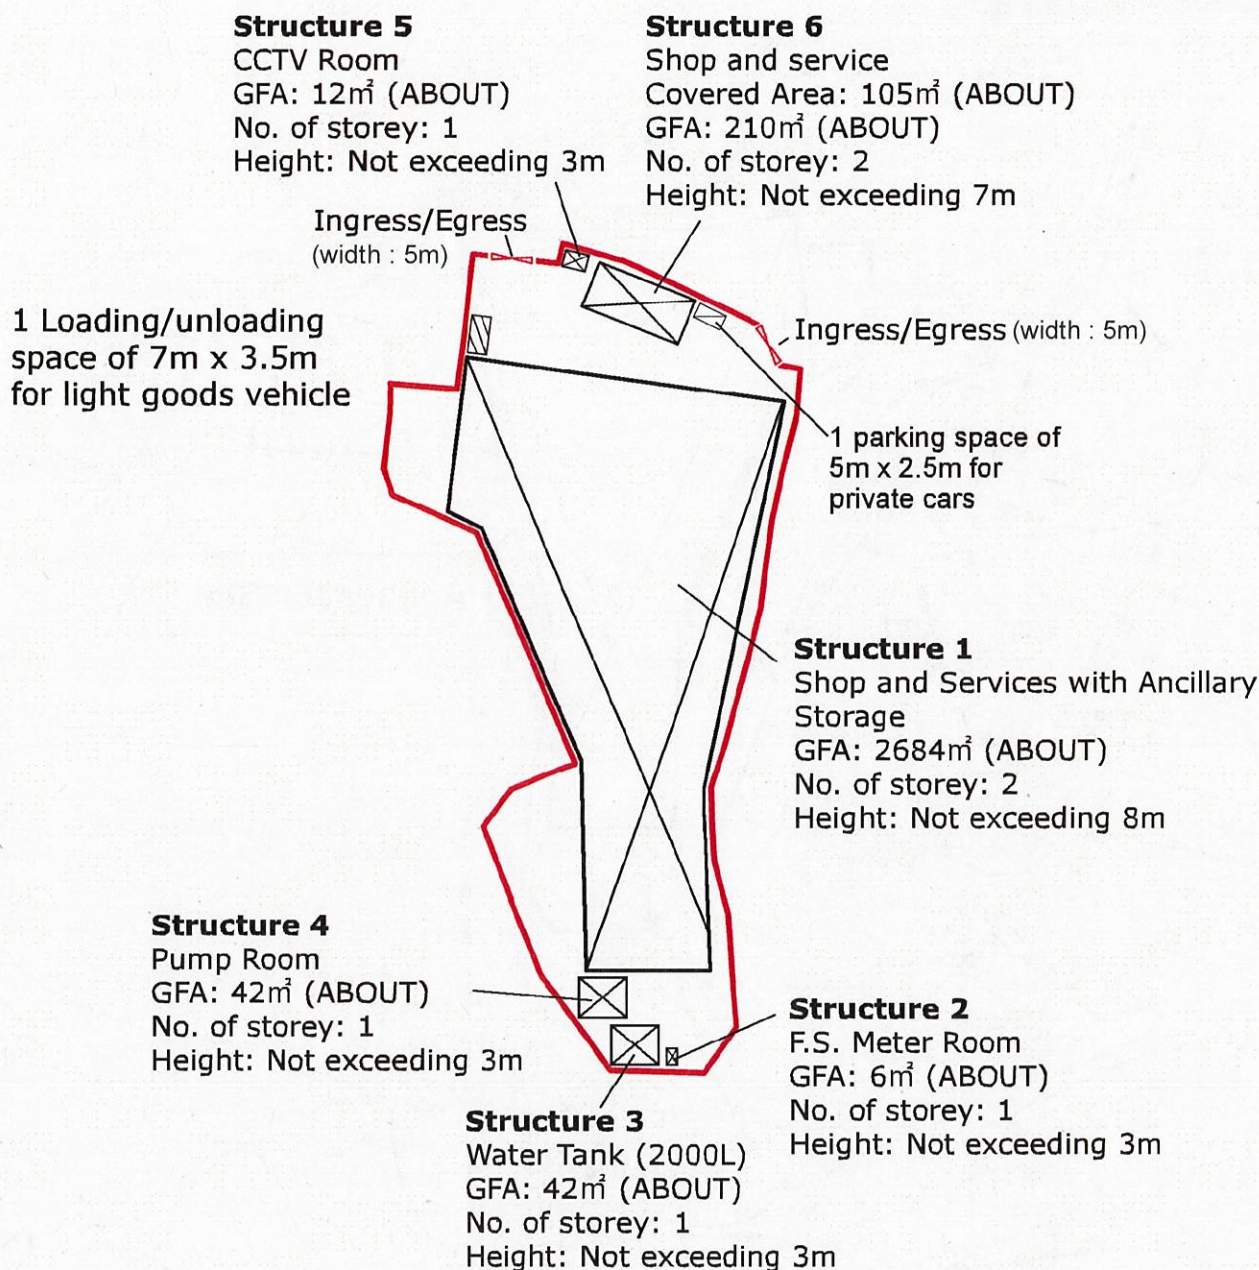 Structure 5
CCTV Room
GFA: 12㎡ (ABOUT)
No. of storey: 1
Height: Not exceeding 3m
Structure 6
Shop and service
Covered Area: 105㎡ (ABOUT)
GFA: 210㎡ (ABOUT)
No. of storey: 2
Height: Not exceeding 7m
Ingress/Egress
(width : 5m)
1 Loading/unloading
space of 7m x 3.5m
for light goods vehicle
Ingress/Egress (width : 5m)
1 parking space of
5m x 2.5m for
private cars
Structure 1
Shop and Services with Ancillary
Storage
GFA: 2684㎡ (ABOUT)
No. of storey: 2
Height: Not exceeding 8m
Structure 4
Pump Room
GFA: 42㎡ (ABOUT)
No. of storey: 1
Height: Not exceeding 3m
Structure 2
F.S. Meter Room
GFA: 6㎡ (ABOUT)
No. of storey: 1
Height: Not exceeding 3m
Structure 3
Water Tank (2000L)
GFA: 42㎡ (ABOUT)
No. of storey: 1
Height: Not exceeding 3m